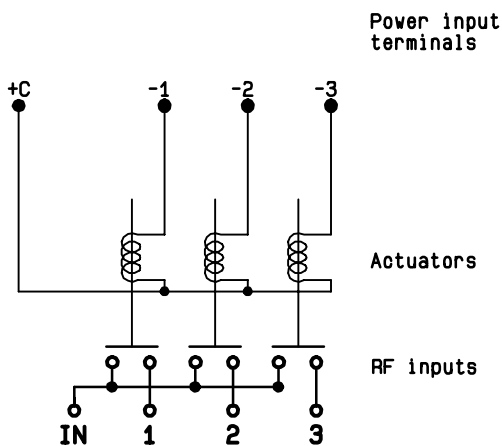 Power input
terminals
+C -1 -2 -3
Actuators
RF inputs
IN 1 2 3